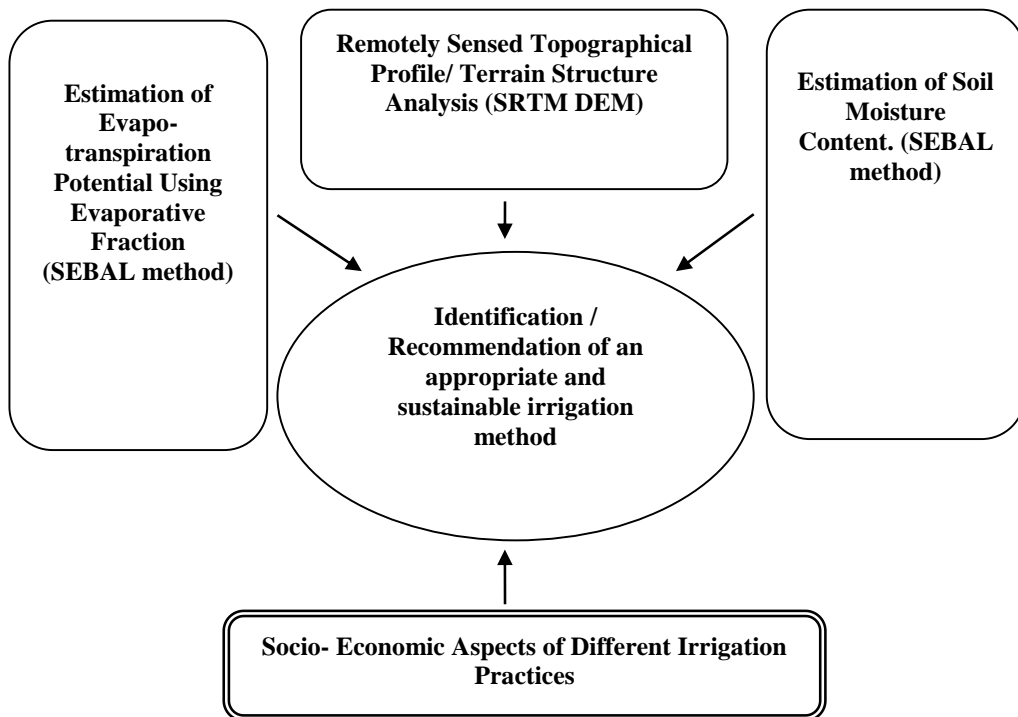 Estimation of
Evapo-
transpiration
Potential Using
Evaporative
Fraction
(SEBAL method)
Remotely Sensed Topographical
Profile/ Terrain Structure
Analysis (SRTM DEM)
Estimation of Soil
Moisture
Content. (SEBAL
method)
Identification /
Recommendation of an
appropriate and
sustainable irrigation
method
Socio- Economic Aspects of Different Irrigation
Practices